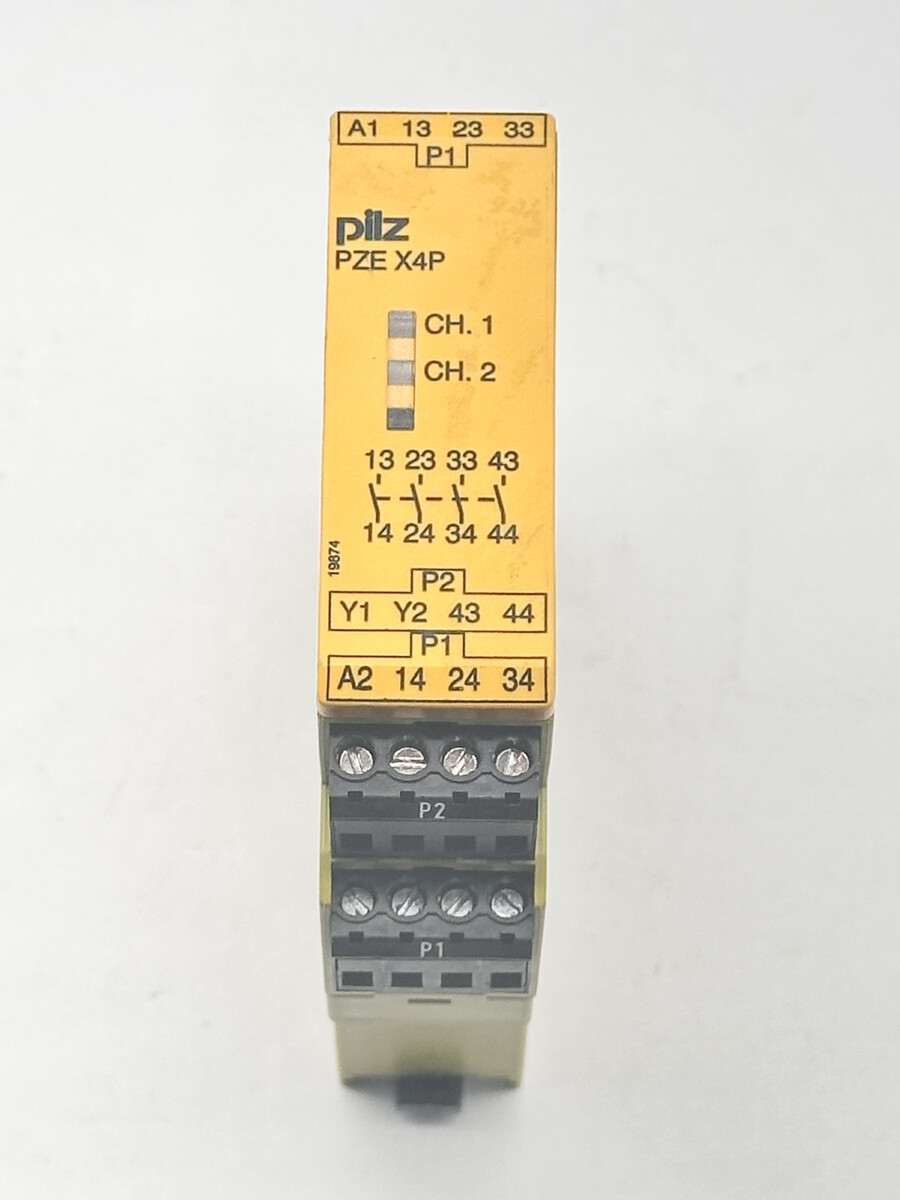 A1 13 23 33
P1
pilz
PZE X4P
CH. 1
CH. 2
13 23 33 43
14 24 34 44
19874
P2
Y1 Y2 43 44
P1
A2 14 24 34
P2
P1